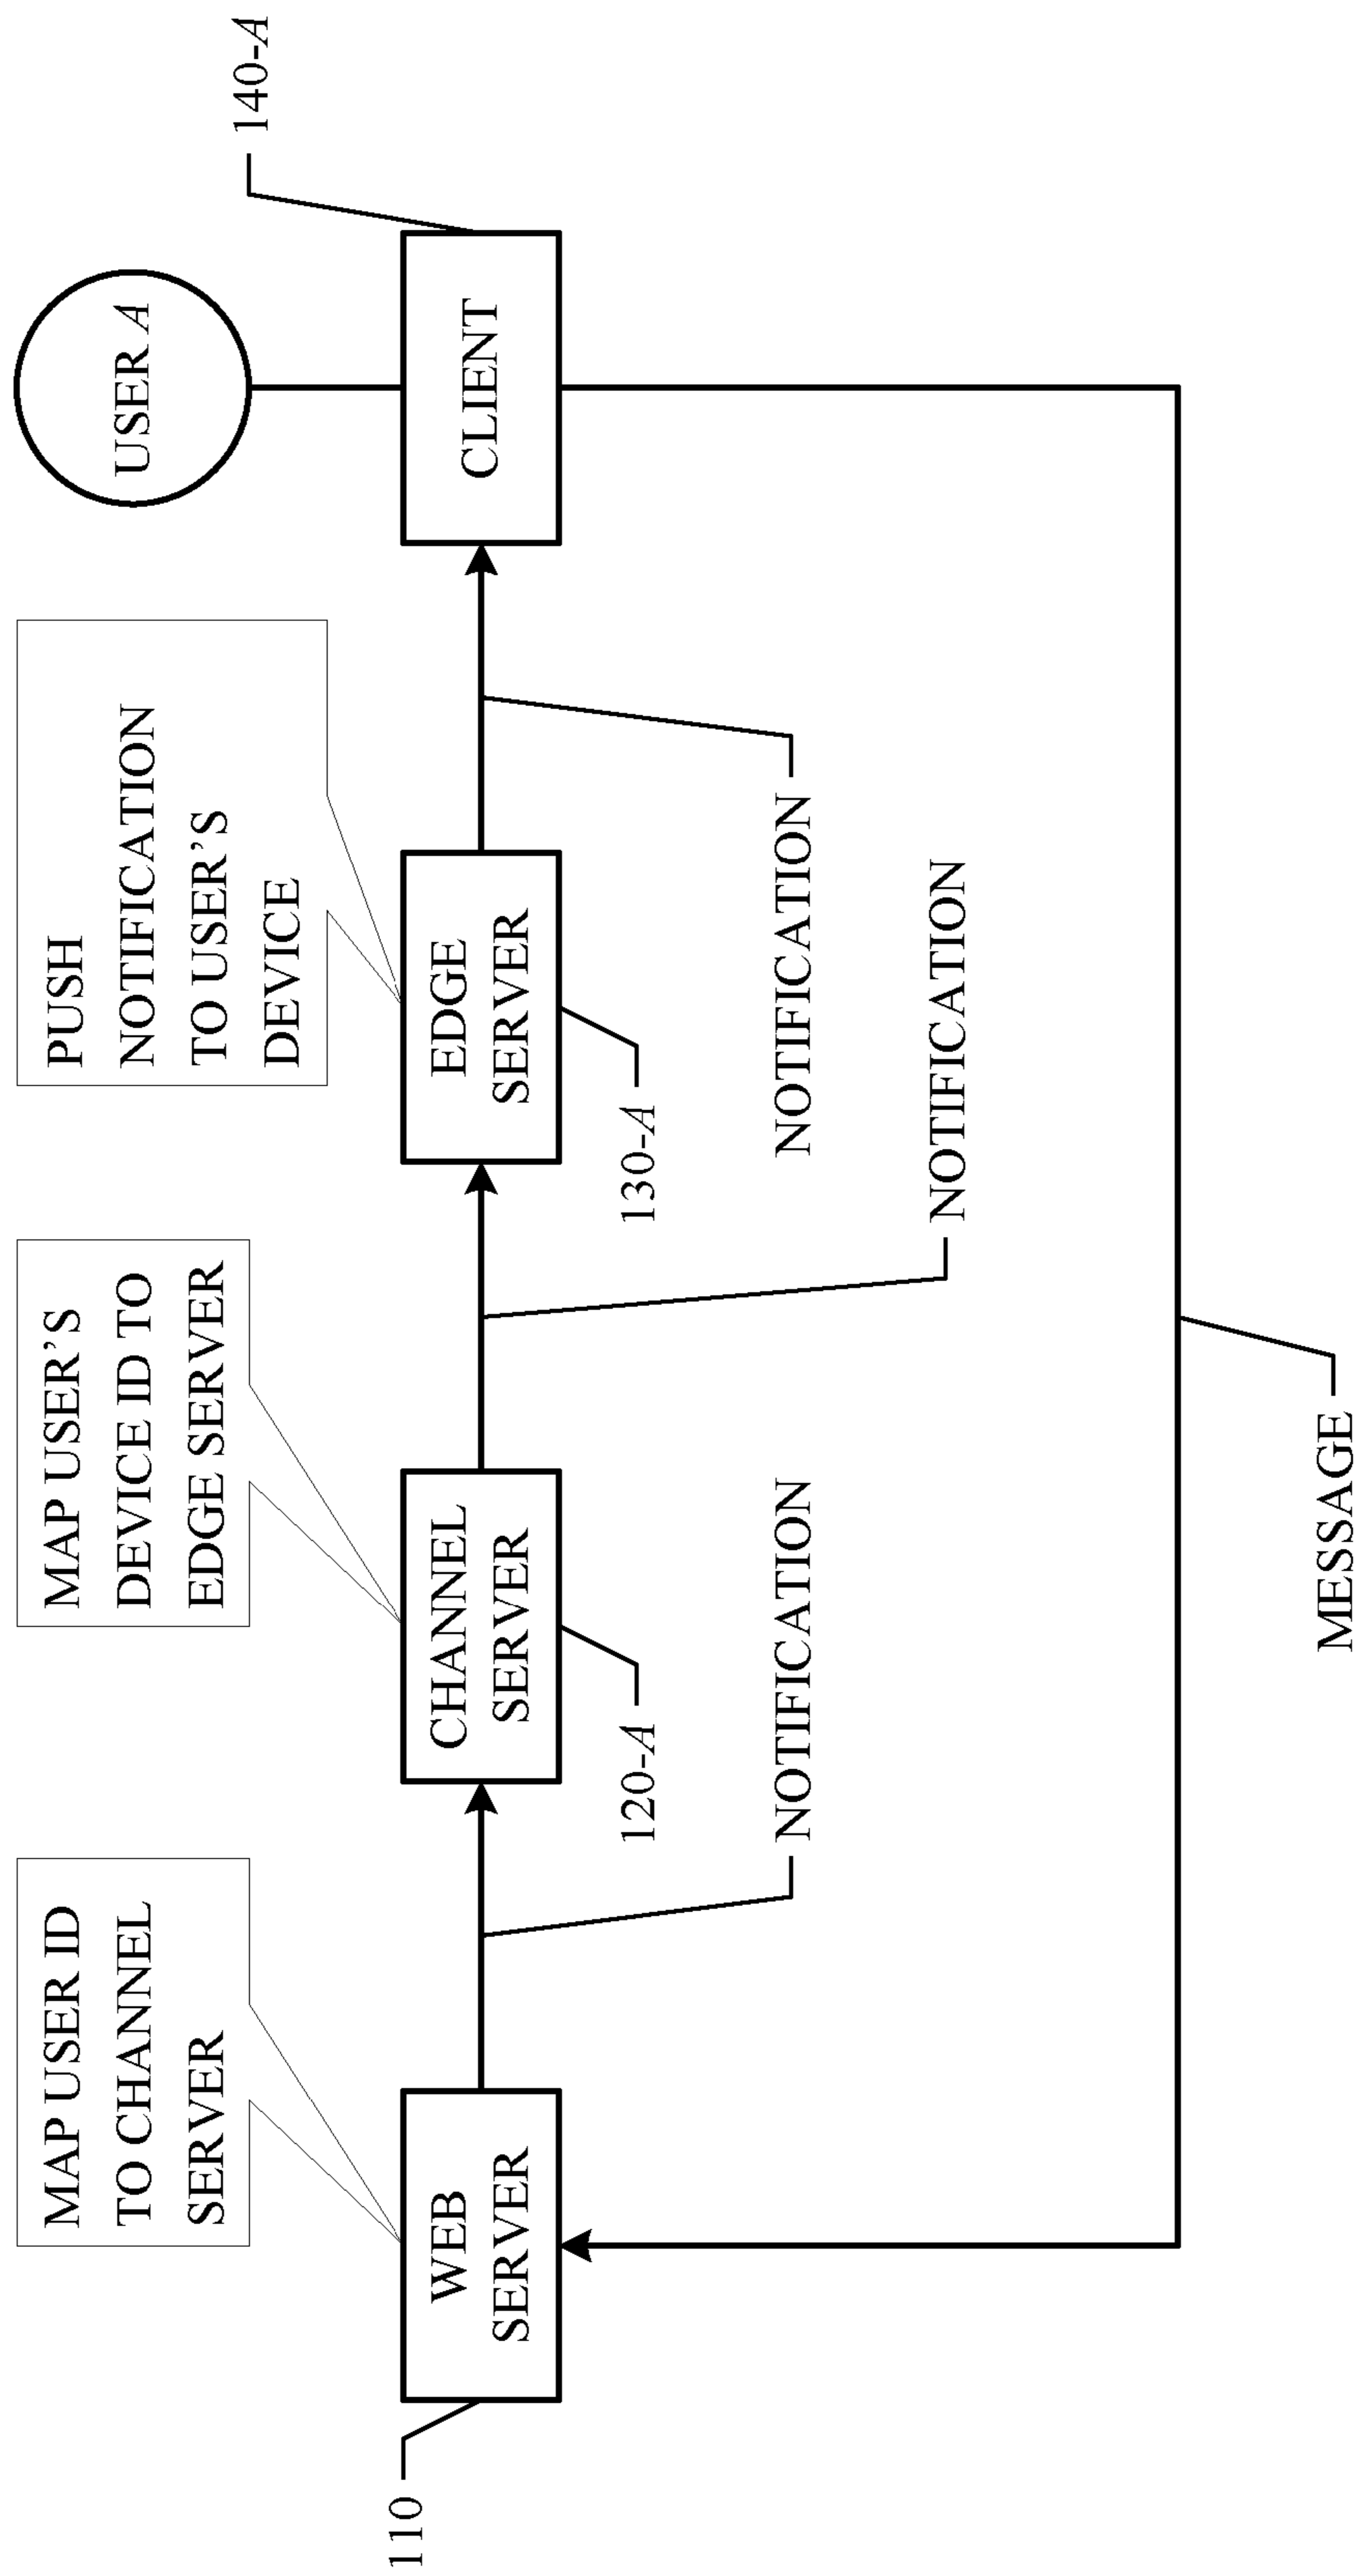 MAP USER ID
TO CHANNEL
SERVER
MAP USER'S
DEVICE ID TO
EDGE SERVER
PUSH
NOTIFICATION
TO USER'S
DEVICE
USER A
140-A
110
WEB
SERVER
CHANNEL
SERVER
EDGE
SERVER
CLIENT
120-A
130-A
NOTIFICATION
NOTIFICATION
NOTIFICATION
MESSAGE